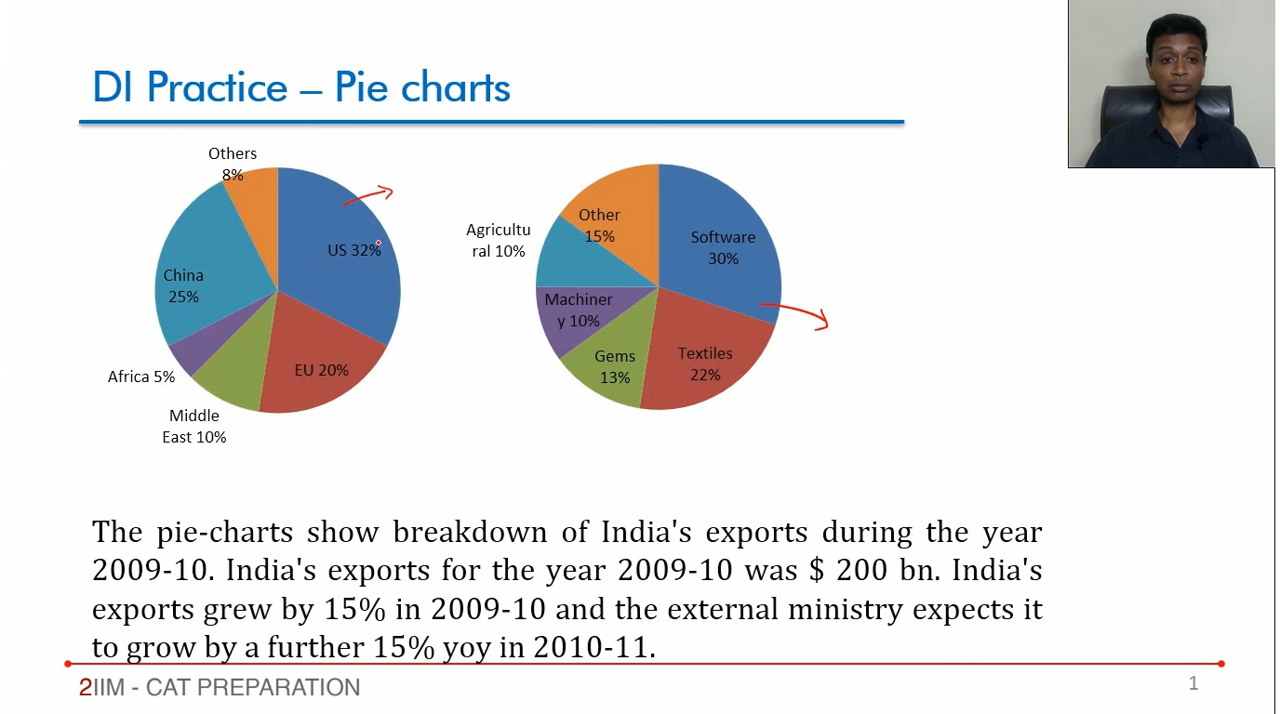 DI Practice – Pie charts
Others
8%
US 32%
EU 20%
Middle
East 10%
Africa 5%
China
25%
Software
30%
Textiles
22%
Gems
13%
Machiner
y 10%
Agricultu
ral 10%
Other
15%
The pie-charts show breakdown of India's exports during the year
2009-10. India's exports for the year 2009-10 was $ 200 bn. India's
exports grew by 15% in 2009-10 and the external ministry expects it
to grow by a further 15% yoy in 2010-11.
2IIM - CAT PREPARATION
1